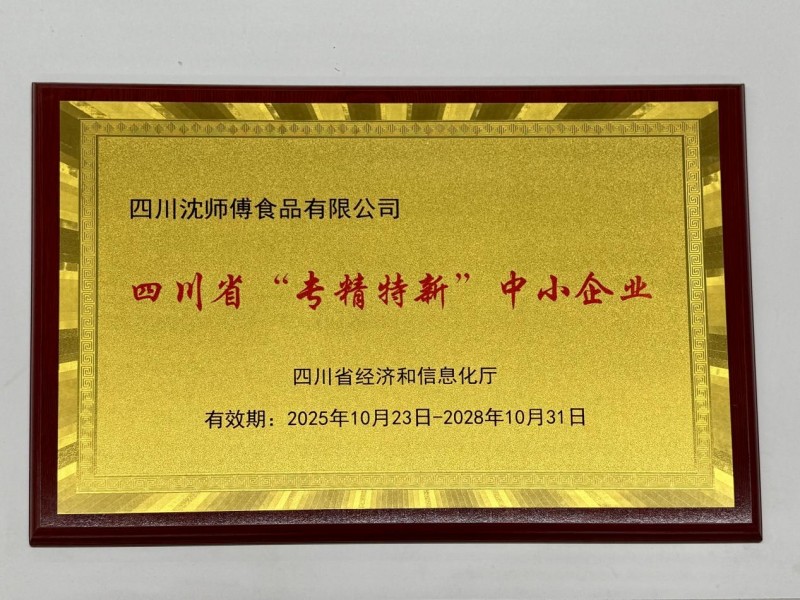 四川沈师傅食品有限公司
四川省“专精特新”中小企业
四川省经济和信息化厅
有效期：2025年10月23日-2028年10月31日